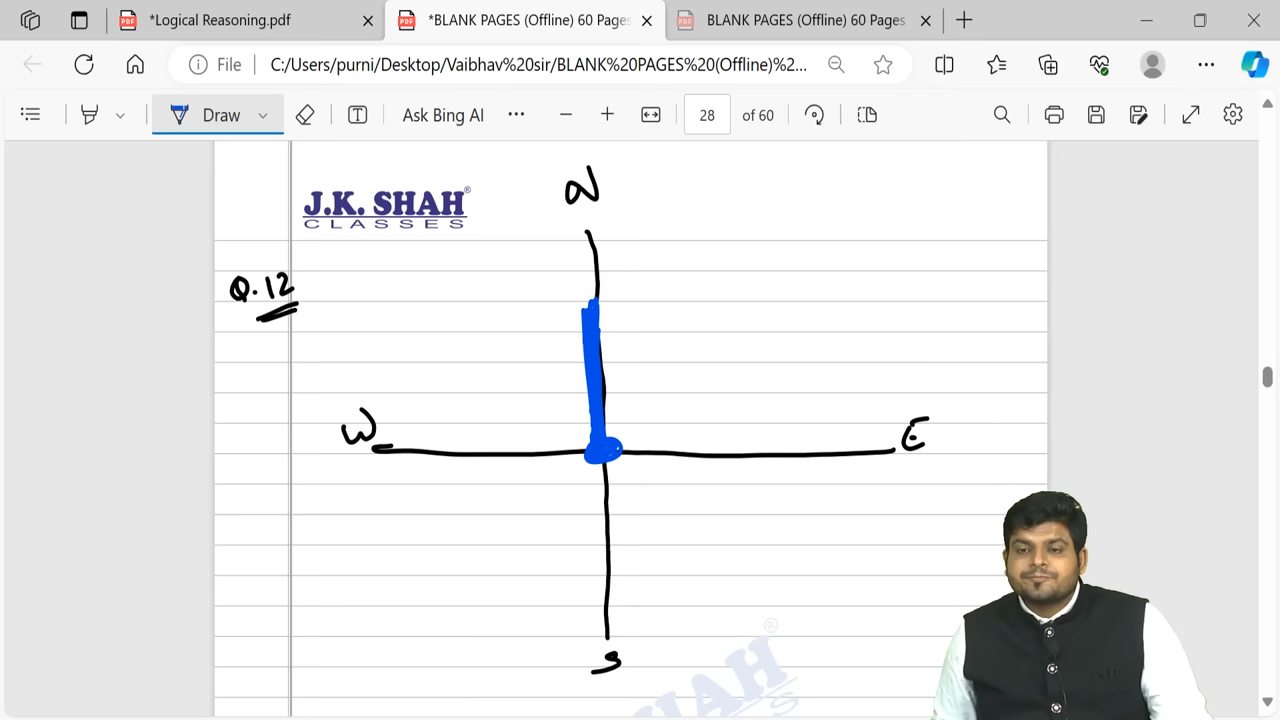 *Logical Reasoning.pdf
*BLANK PAGES (Offline) 60 Pages
BLANK PAGES (Offline) 60 Pages
File
C:/Users/purni/Desktop/Vaibhav%20sir/BLANK%20PAGES%20(Offline)%2...
Draw
Ask Bing AI
28
of 60
N
J.K. SHAH®
CLASSES
Q.12
W
E
S
SHAH®